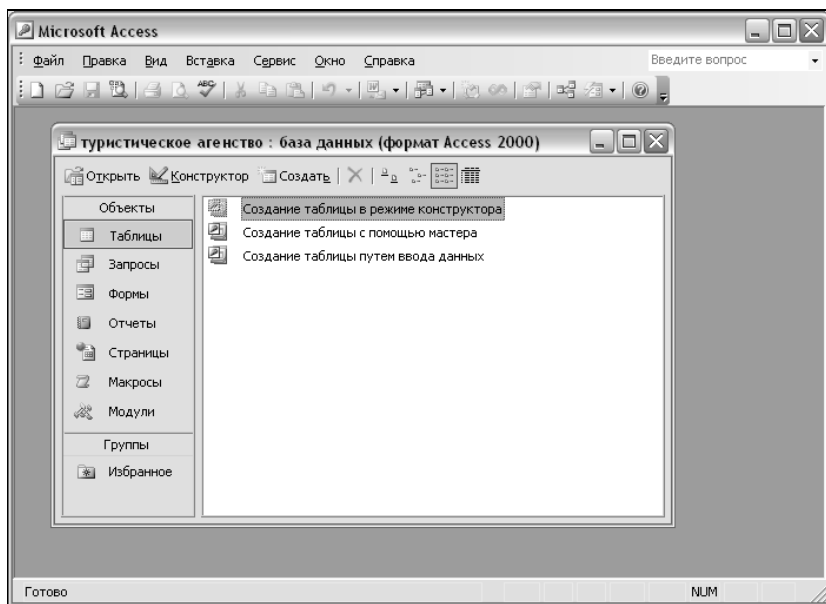 Microsoft Access
Файл Правка Вид Вставка Сервис Окно Справка Введите вопрос
туристическое агенство : база данных (формат Access 2000)
Открыть Конструктор Создать
Объекты
Таблицы
Запросы
Формы
Отчеты
Страницы
Макросы
Модули
Группы
Избранное
Создание таблицы в режиме конструктора
Создание таблицы с помощью мастера
Создание таблицы путем ввода данных
Готово NUM